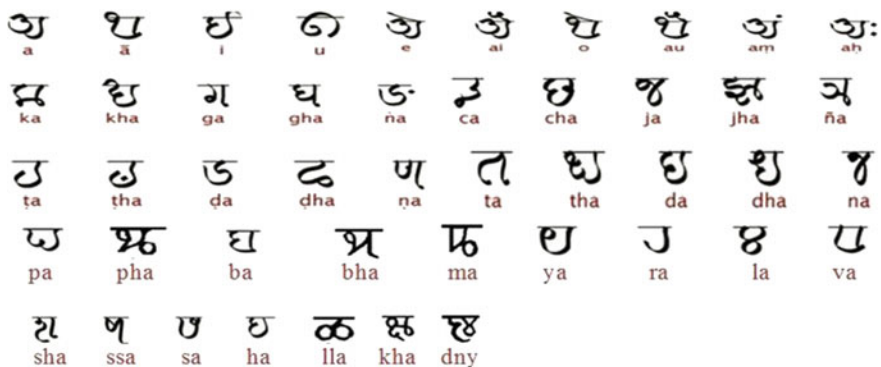 𑘀 𑘁 𑘂 𑘄 𑘊 𑘋 𑘌 𑘍 𑘀𑘽 𑘀𑘾
a ā i u e ai o au aṃ aḥ
𑘎 𑘏 𑘐 𑘑 𑘒 𑘓 𑘔 𑘕 𑘖 𑘗
ka kha ga gha ṅa ca cha ja jha ña
𑘘 𑘙 𑘚 𑘛 𑘜 𑘝 𑘞 𑘟 𑘠 𑘡
ṭa ṭha ḍa ḍha ṇa ta tha da dha na
𑘢 𑘣 𑘤 𑘥 𑘦 𑘧 𑘨 𑘩 𑘪
pa pha ba bha ma ya ra la va
𑘫 𑘬 𑘭 𑘮 𑘯 𑘎𑘿𑘬 𑘕𑘿𑘗
sha ssa sa ha lla kha dny